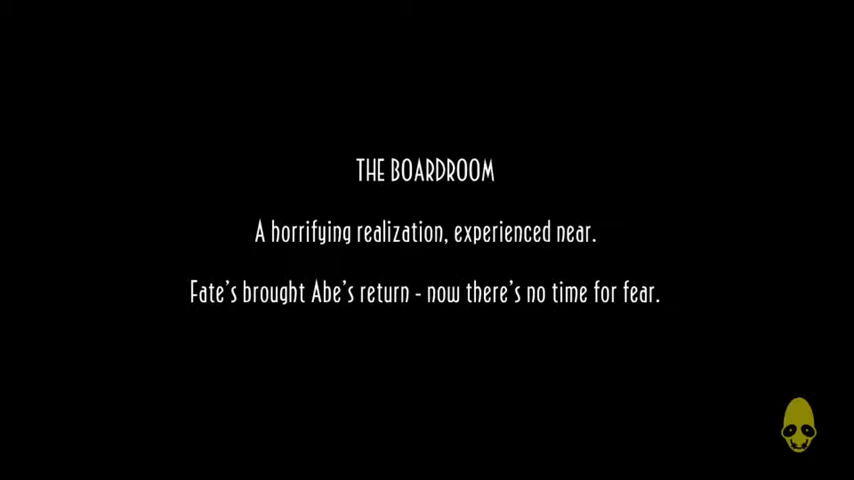 THE BOARDROOM
A horrifying realization, experienced near.
Fate's brought Abe's return - now there's no time for fear.